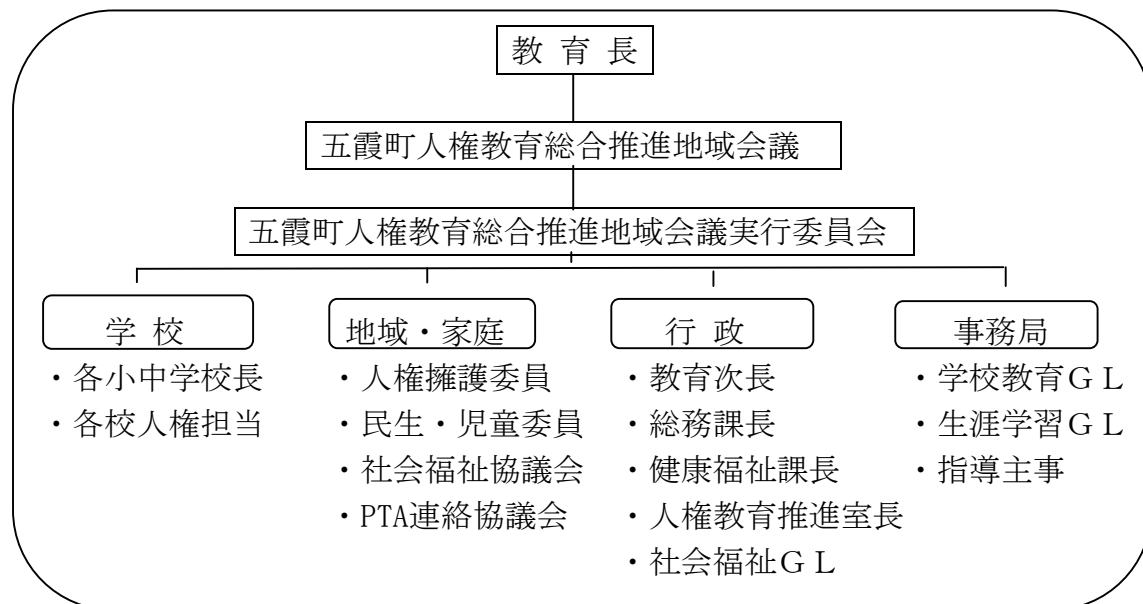 教 育 長
五霞町人権教育総合推進地域会議
五霞町人権教育総合推進地域会議実行委員会
学 校
・各小中学校長
・各校人権担当
地域・家庭
・人権擁護委員
・民生・児童委員
・社会福祉協議会
・PTA連絡協議会
行 政
・教育次長
・総務課長
・健康福祉課長
・人権教育推進室長
・社会福祉ＧＬ
事務局
・学校教育ＧＬ
・生涯学習ＧＬ
・指導主事